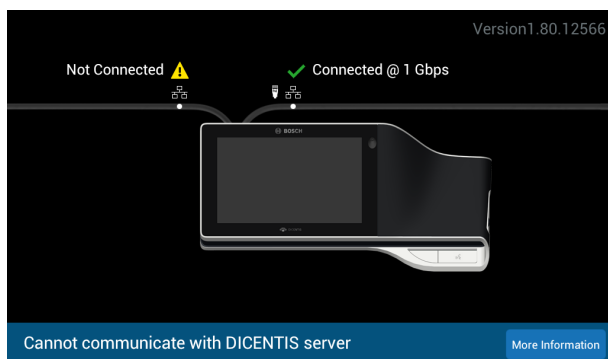 Version1.80.12566
Not Connected
Connected @ 1 Gbps
BOSCH
Cannot communicate with DICENTIS server
More Information